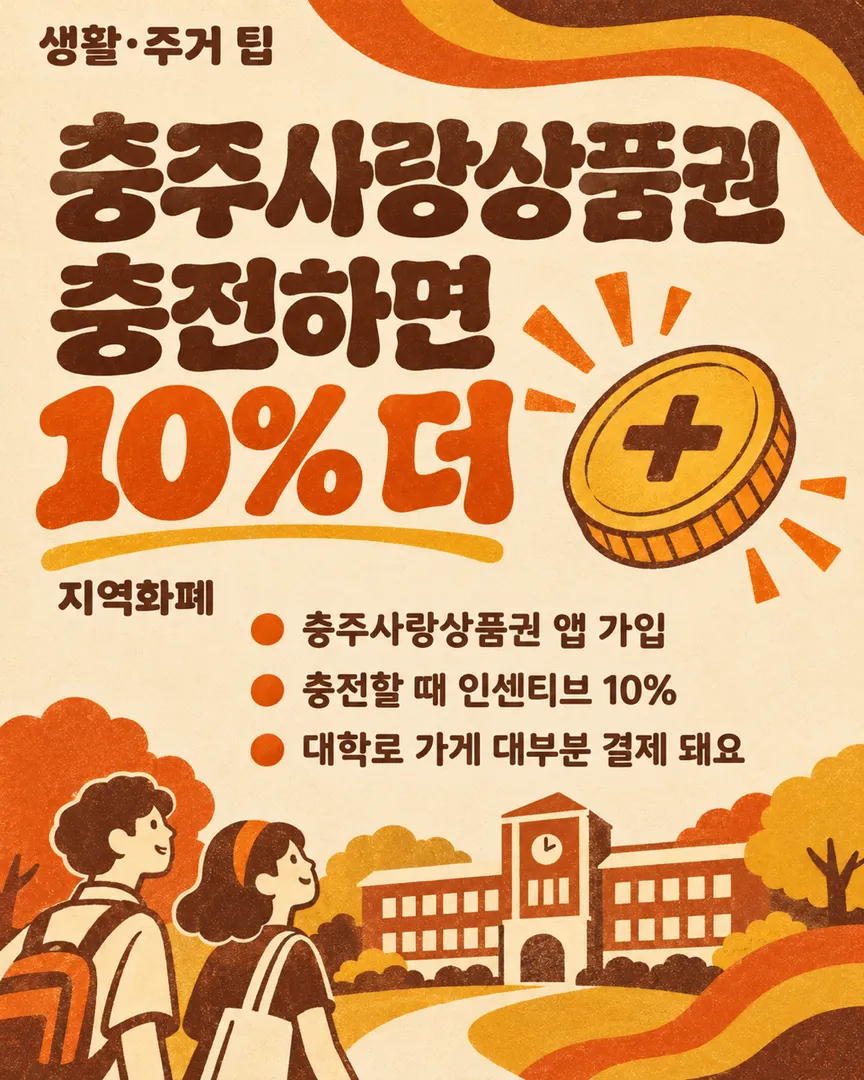 생활·주거 팁
충주사랑상품권
충전하면
10% 더
지역화폐
충주사랑상품권 앱 가입
충전할 때 인센티브 10%
대학로 가게 대부분 결제 돼요